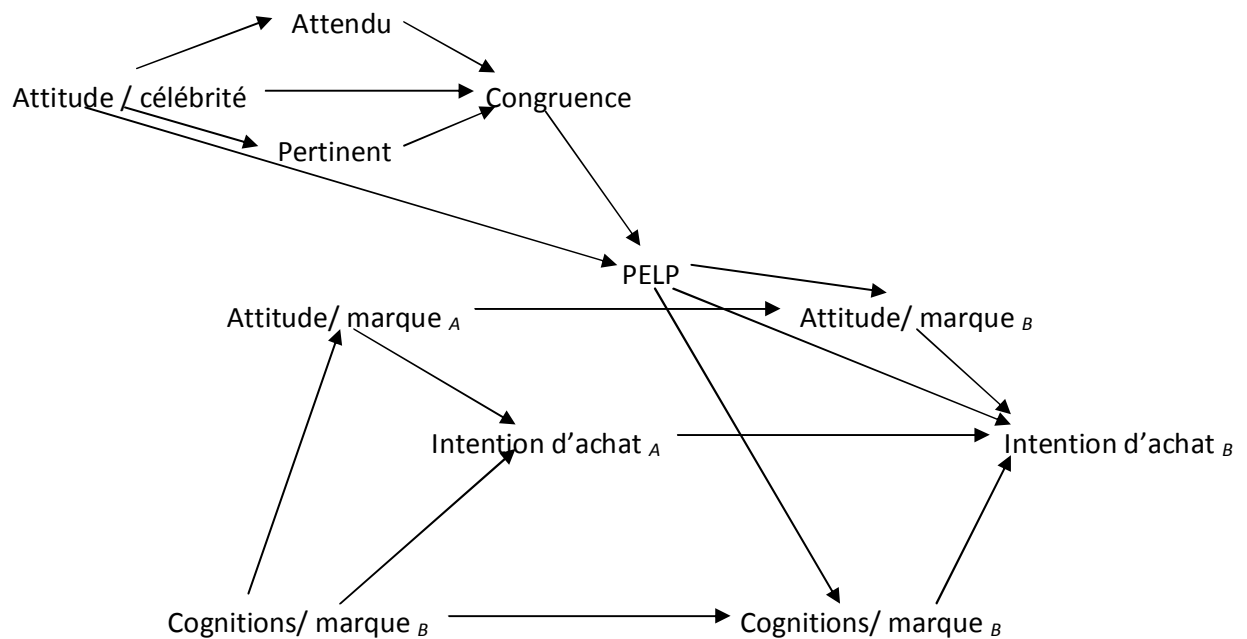 Attendu
Attitude / célébrité
Congruence
Pertinent
PELP
Attitude/ marque A
Attitude/ marque B
Intention d'achat A
Intention d'achat B
Cognitions/ marque B
Cognitions/ marque B